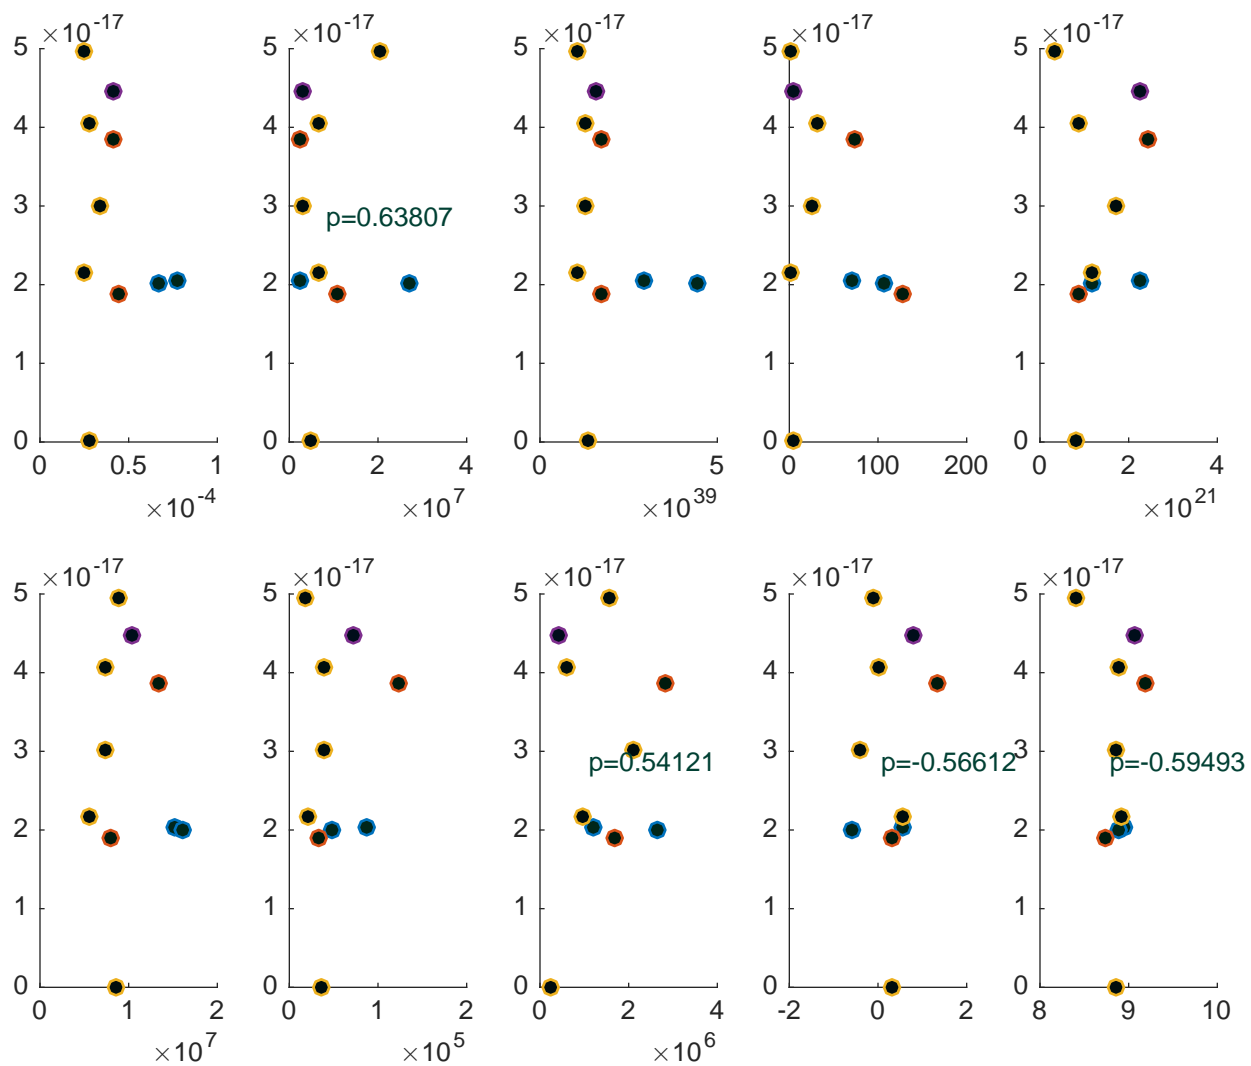 ×10^-17 ×10^-17 ×10^-17 ×10^-17 ×10^-17
5 5 5 5 5
4 4 4 4 4
3 3 3 3 3
p=0.63807
2 2 2 2 2
1 1 1 1 1
0 0 0 0 0
0 0.5 1 0 2 4 0 5 0 100 200 0 2 4
×10^-4 ×10^7 ×10^39 ×10^21
×10^-17 ×10^-17 ×10^-17 ×10^-17 ×10^-17
5 5 5 5 5
4 4 4 4 4
3 3 3 3 3
p=0.54121 p=-0.56612 p=-0.59493
2 2 2 2 2
1 1 1 1 1
0 0 0 0 0
0 1 2 0 1 2 0 2 4 -2 0 2 8 9 10
×10^7 ×10^5 ×10^6